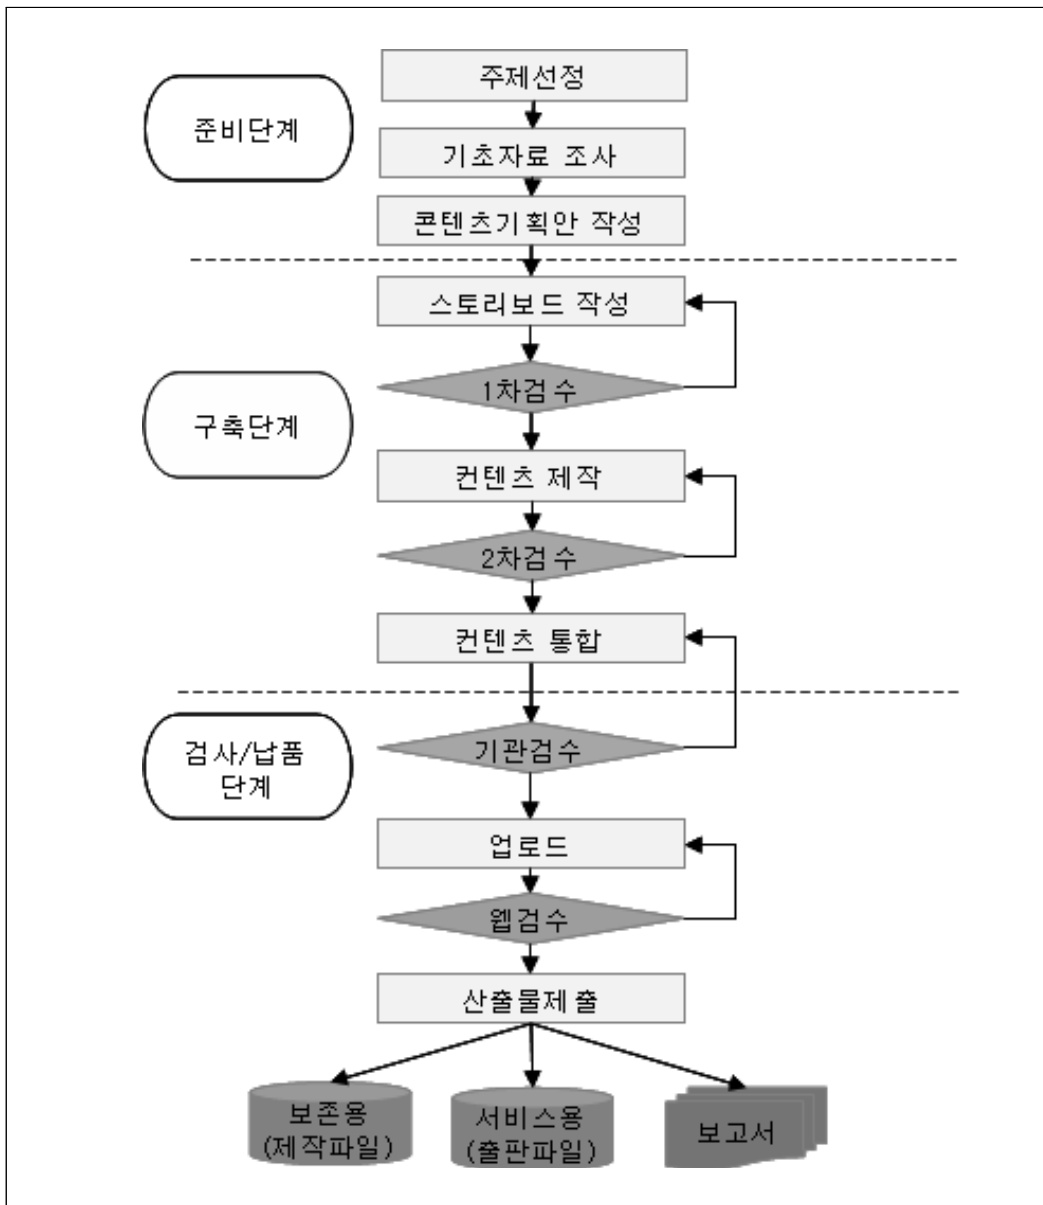 주제선정
준비단계
기초자료 조사
콘텐츠기획안 작성
스토리보드 작성
1차검수
구축단계
컨텐츠 제작
2차검수
컨텐츠 통합
검사/납품
단계
기관검수
업로드
웹검수
산출물제출
보존용
(제작파일)
서비스용
(출판파일)
보고서